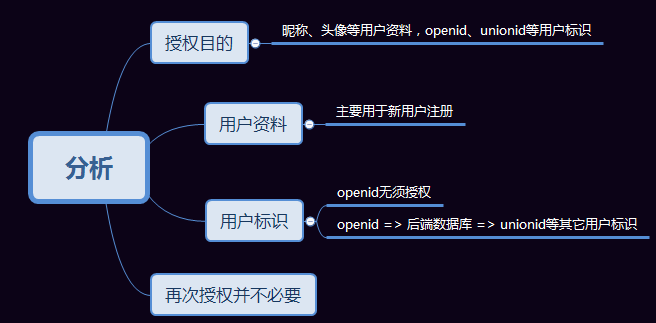 授权目的
昵称、头像等用户资料，openid、unionid等用户标识
用户资料
主要用于新用户注册
分析
用户标识
openid无须授权
openid => 后端数据库 => unionid等其它用户标识
再次授权并不必要